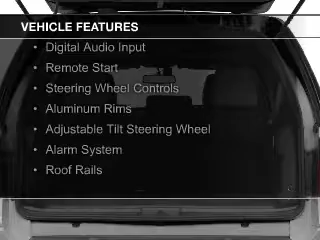 VEHICLE FEATURES
• Digital Audio Input
• Remote Start
• Steering Wheel Controls
• Aluminum Rims
• Adjustable Tilt Steering Wheel
• Alarm System
• Roof Rails